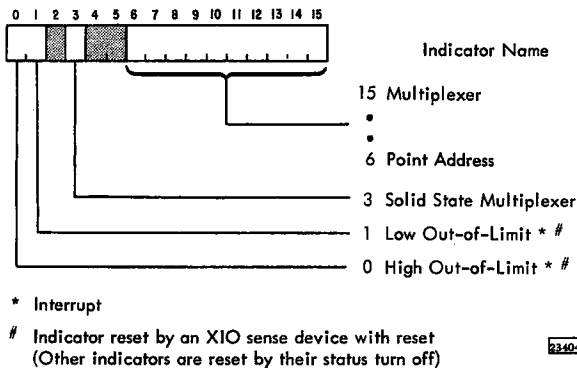 0 1 2 3 4 5 6 7 8 9 10 11 12 13 14 15
Indicator Name
15 Multiplexer
•
•
6 Point Address
3 Solid State Multiplexer
1 Low Out-of-Limit * #
0 High Out-of-Limit * #
* Interrupt
# Indicator reset by an XIO sense device with reset
(Other indicators are reset by their status turn off)